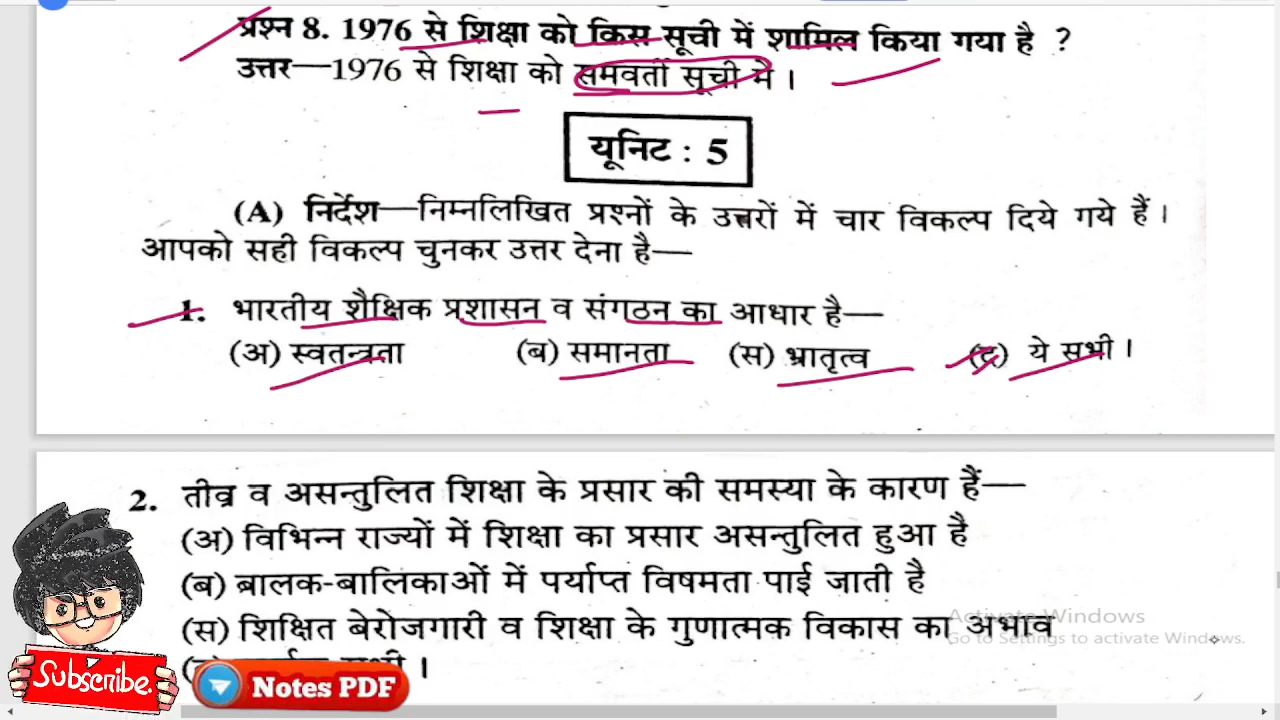 प्रश्न 8. 1976 से शिक्षा को किस सूची में शामिल किया गया है ?
उत्तर—1976 से शिक्षा को समवर्ती सूची में ।
यूनिट : 5
(A) निर्देश—निम्नलिखित प्रश्नों के उत्तरों में चार विकल्प दिये गये हैं ।
आपको सही विकल्प चुनकर उत्तर देना है—
1. भारतीय शैक्षिक प्रशासन व संगठन का आधार है—
(अ) स्वतन्त्रता (ब) समानता (स) भ्रातृत्व (द) ये सभी ।
2. तीव्र व असन्तुलित शिक्षा के प्रसार की समस्या के कारण हैं—
(अ) विभिन्न राज्यों में शिक्षा का प्रसार असन्तुलित हुआ है
(ब) बालक-बालिकाओं में पर्याप्त विषमता पाई जाती है
(स) शिक्षित बेरोजगारी व शिक्षा के गुणात्मक विकास का अभाव
Activate Windows
Go to Settings to activate Windows.
Subscribe.
Notes PDF